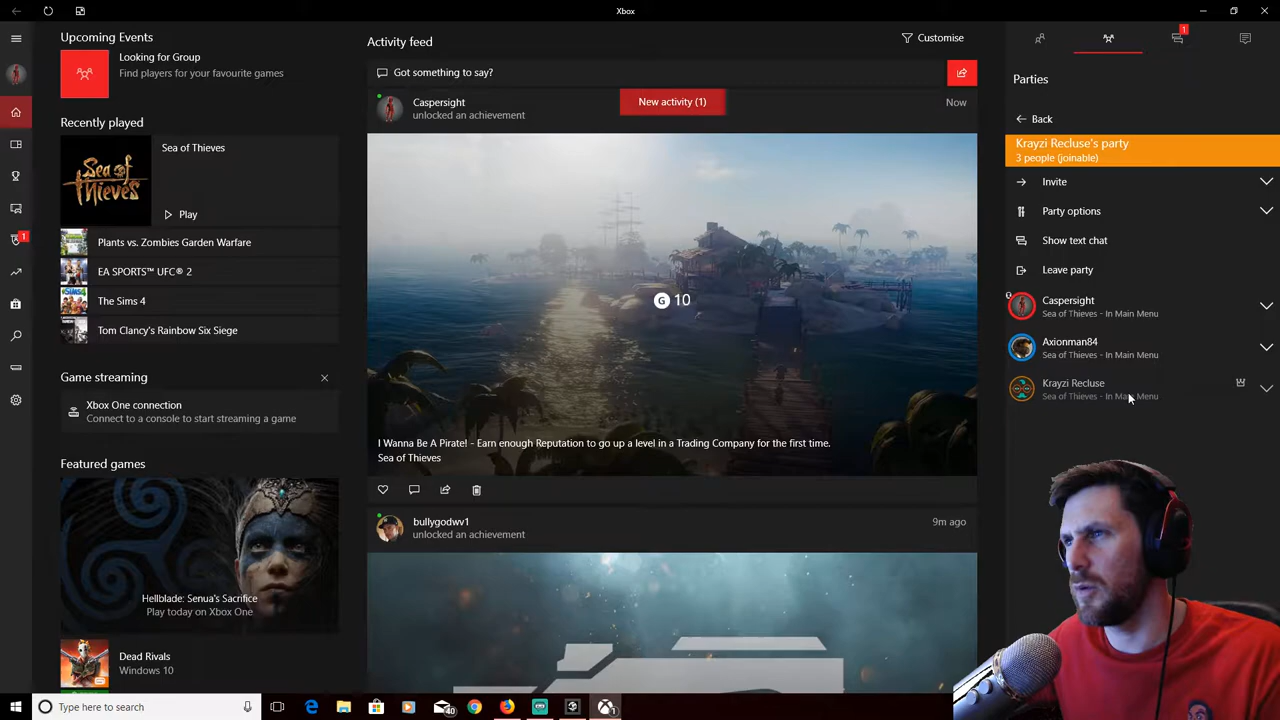 Xbox
Upcoming Events
Looking for Group
Find players for your favourite games
Recently played
Sea of Thieves
Sea of Thieves
Play
Plants vs. Zombies Garden Warfare
EA SPORTS™ UFC® 2
The Sims 4
Tom Clancy's Rainbow Six Siege
Game streaming
Xbox One connection
Connect to a console to start streaming a game
Featured games
Hellblade: Senua's Sacrifice
Play today on Xbox One
Dead Rivals
Windows 10
1
Activity feed
Customise
Got something to say?
Caspersight
unlocked an achievement
New activity (1)
Now
G 10
I Wanna Be A Pirate! - Earn enough Reputation to go up a level in a Trading Company for the first time.
Sea of Thieves
bullygodwv1
unlocked an achievement
9m ago
1
Parties
Back
Krayzi Recluse's party
3 people (joinable)
Invite
Party options
Show text chat
Leave party
Caspersight
Sea of Thieves - In Main Menu
Axionman84
Sea of Thieves - In Main Menu
Krayzi Recluse
Sea of Thieves - In Main Menu
Type here to search
40
1